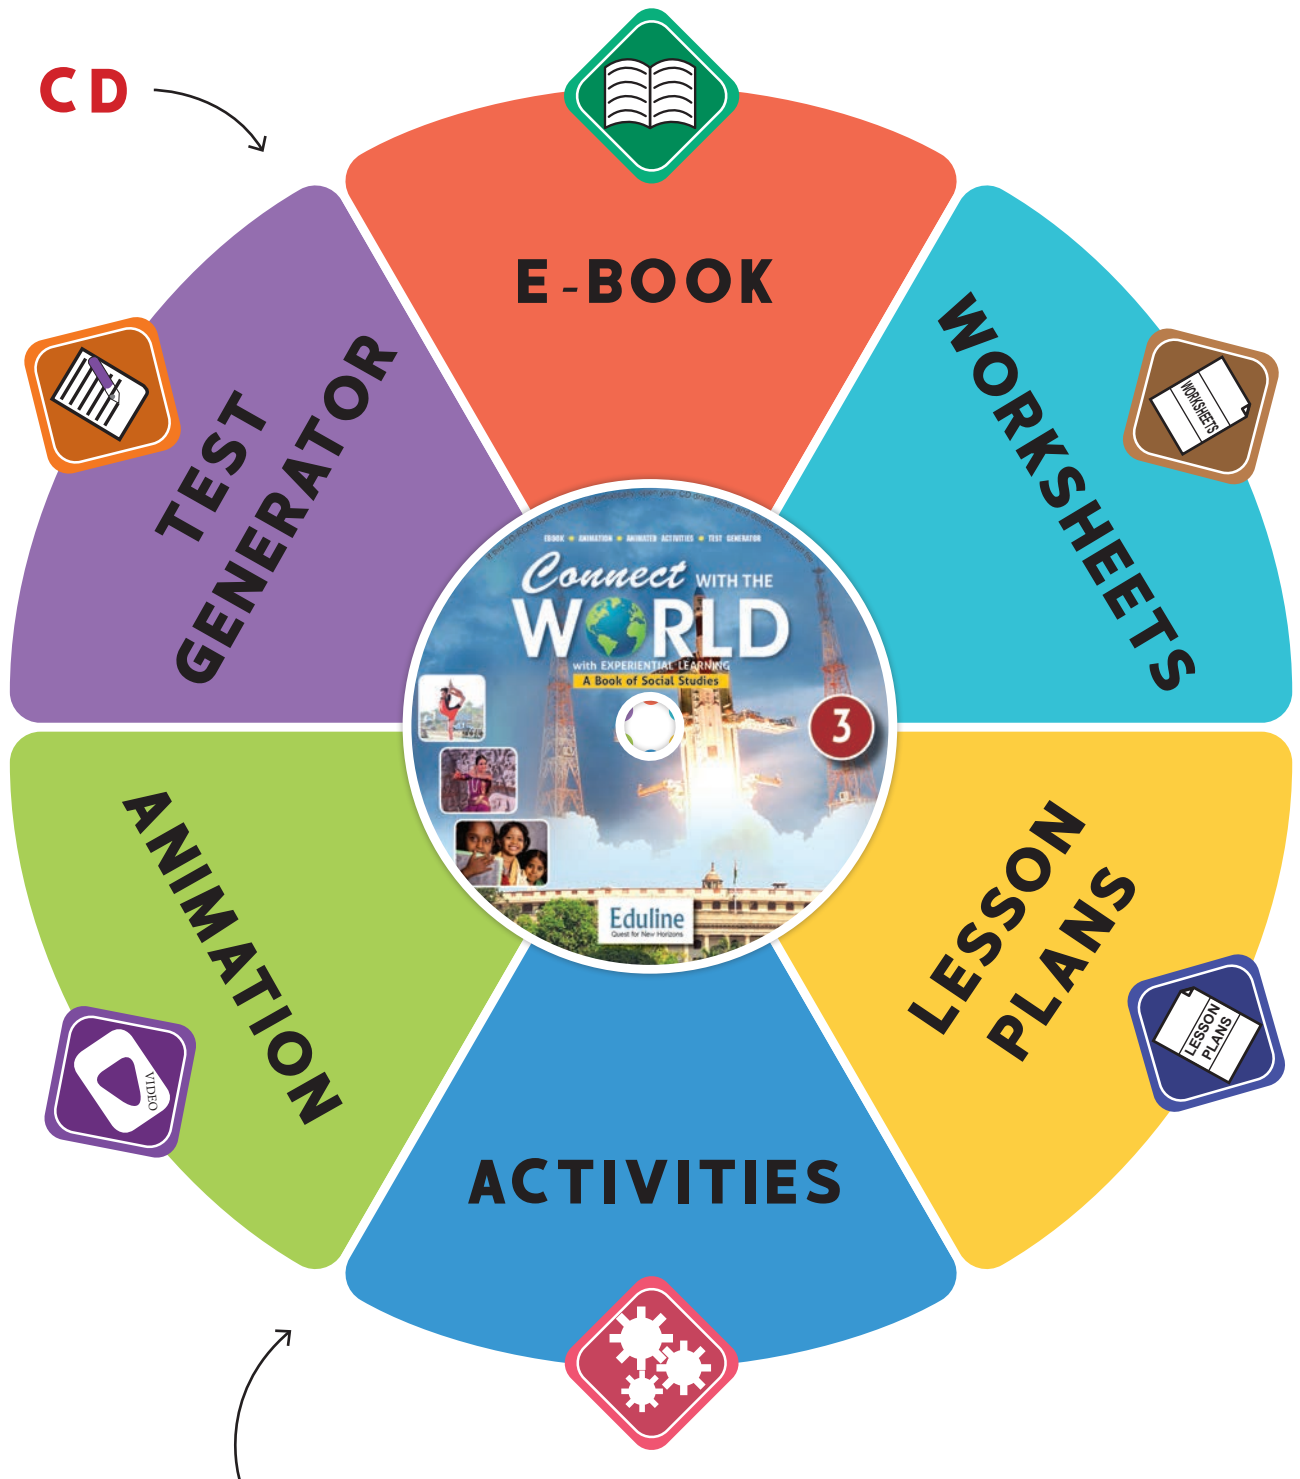 CD
E-BOOK
WORKSHEETS
WORKSHEETS
TEST
GENERATOR
EBOOK ANIMATION ANIMATED ACTIVITIES TEST GENERATOR
Connect WITH THE
WORLD
with EXPERIENTIAL LEARNING
A Book of Social Studies
3
Eduline
Quest for New Horizons
ANIMATION
VIDEO
LESSON
PLANS
LESSON
PLANS
ACTIVITIES